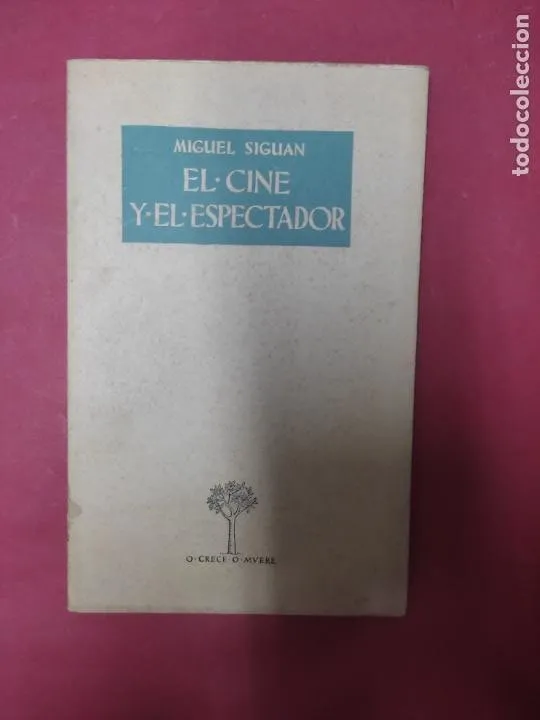 MIGUEL SIGUAN
EL·CINE
Y·EL·ESPECTADOR
O·CRECE·O·MVERE
todocoleccion